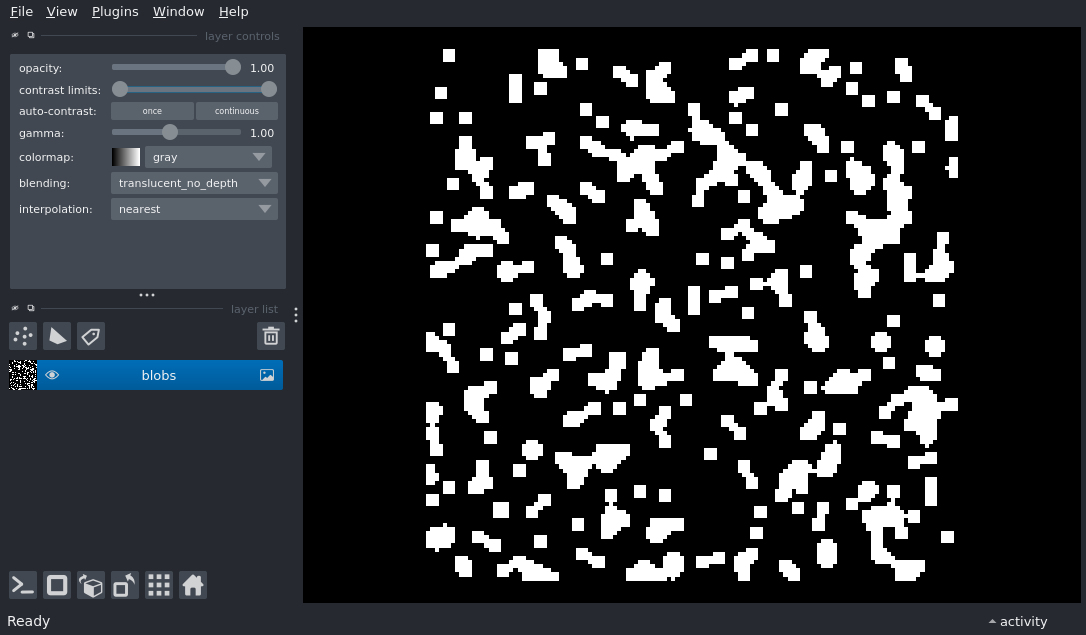 File View Plugins Window Help
layer controls
opacity: 1.00
contrast limits:
auto-contrast: once continuous
gamma: 1.00
colormap: gray
blending: translucent_no_depth
interpolation: nearest
layer list
blobs
Ready activity